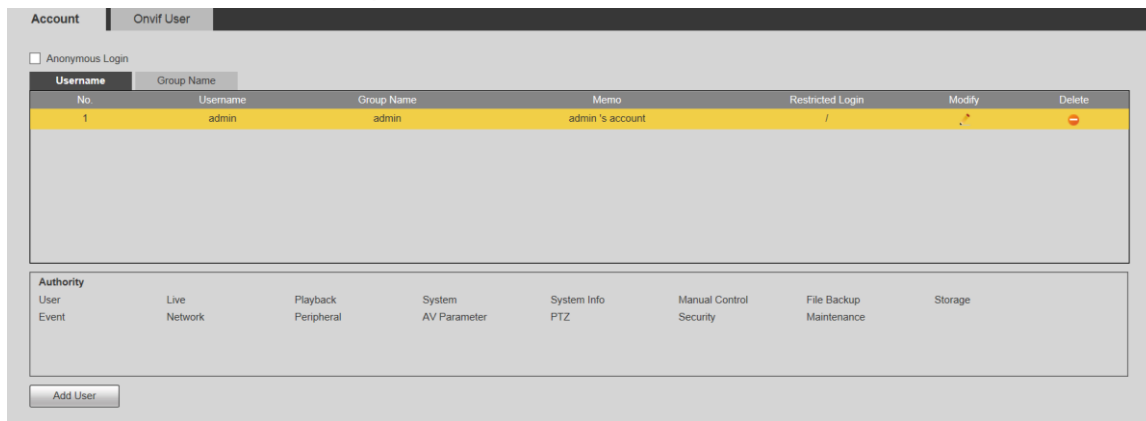 Account Onvif User
Anonymous Login
Username Group Name
No. Username Group Name Memo Restricted Login Modify Delete
1 admin admin admin 's account /
Authority
User Live Playback System System Info Manual Control File Backup Storage
Event Network Peripheral AV Parameter PTZ Security Maintenance
Add User